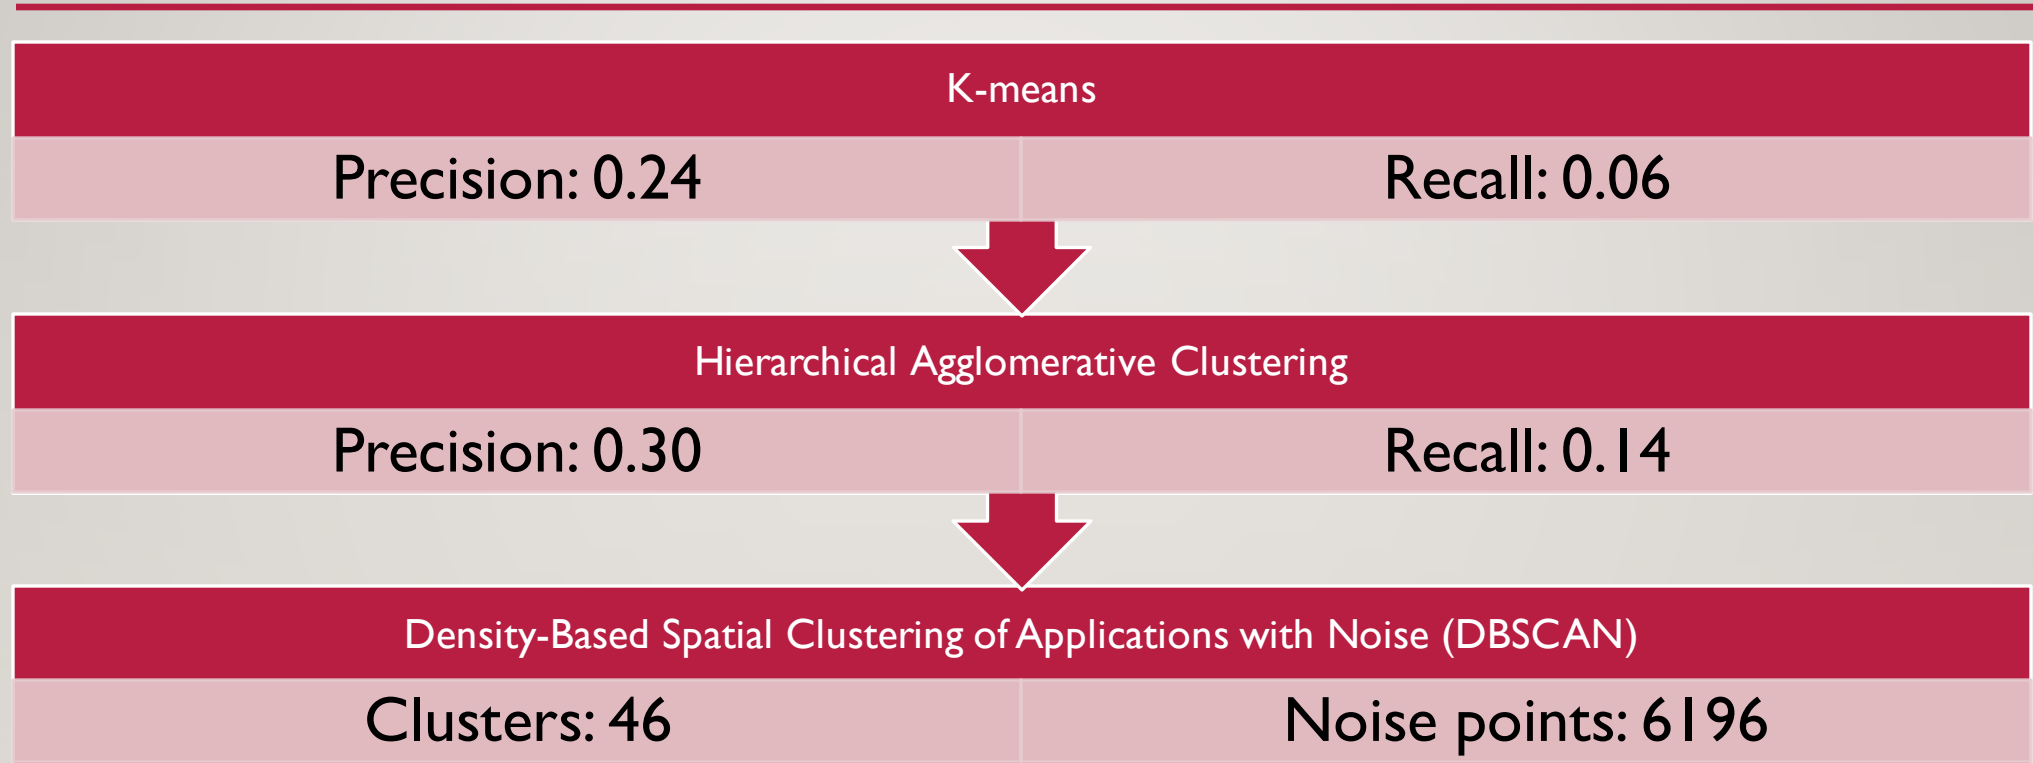 K-means
Precision: 0.24
Recall: 0.06
Hierarchical Agglomerative Clustering
Precision: 0.30
Recall: 0.14
Density-Based Spatial Clustering of Applications with Noise (DBSCAN)
Clusters: 46
Noise points: 6196